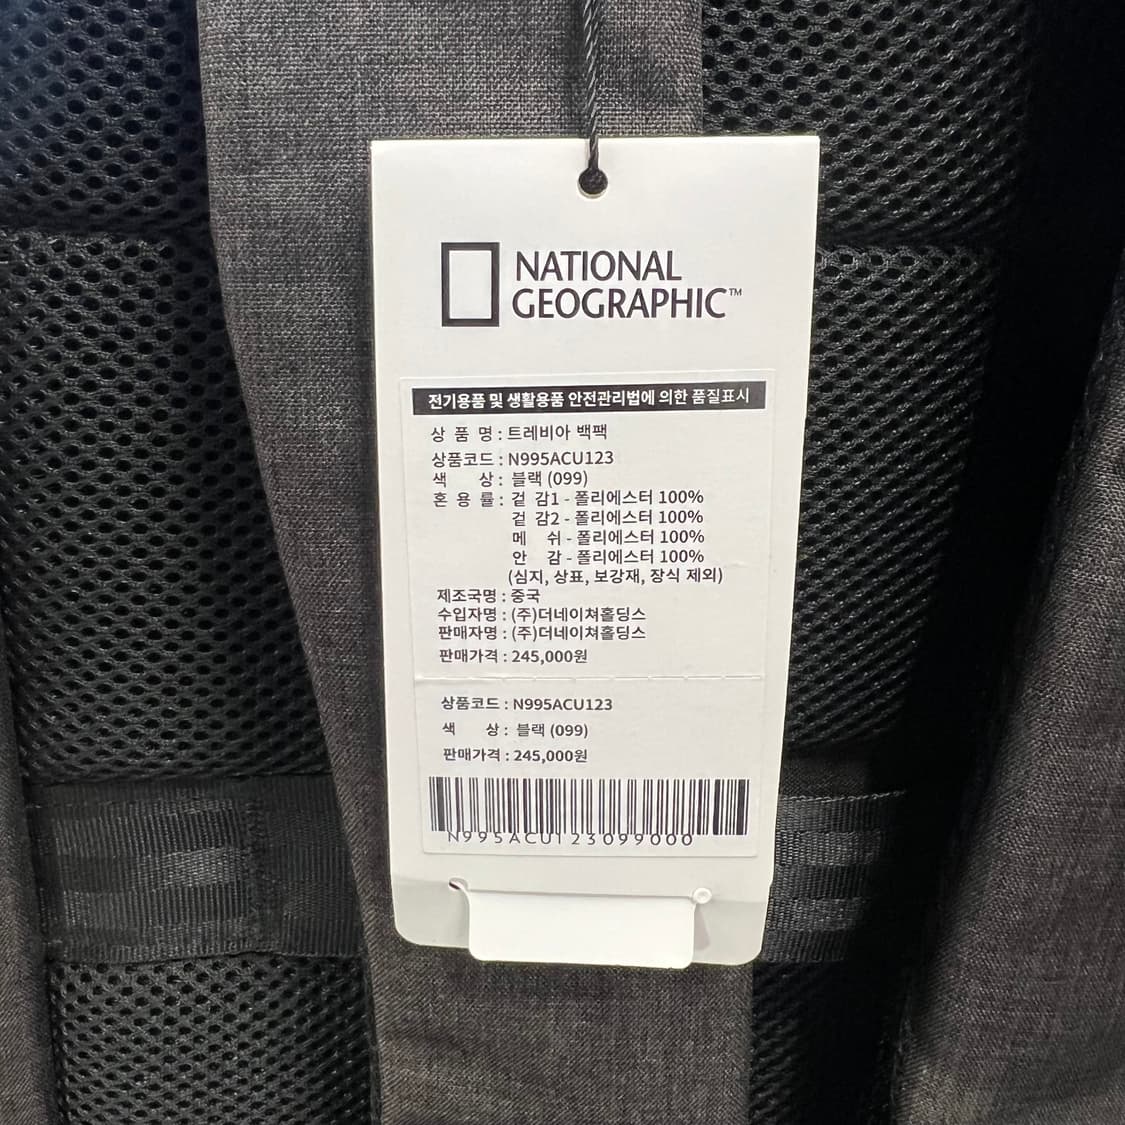 NATIONAL
GEOGRAPHIC™
전기용품 및 생활용품 안전관리법에 의한 품질표시
상 품 명 : 트레비아 백팩
상품코드 : N995ACU123
색 상 : 블랙 (099)
혼 용 률 : 겉 감1 - 폴리에스터 100%
겉 감2 - 폴리에스터 100%
메 쉬 - 폴리에스터 100%
안 감 - 폴리에스터 100%
(심지, 상표, 보강재, 장식 제외)
제조국명 : 중국
수입자명 : (주)더네이쳐홀딩스
판매자명 : (주)더네이쳐홀딩스
판매가격 : 245,000원
상품코드 : N995ACU123
색 상 : 블랙 (099)
판매가격 : 245,000원
N995ACU123099000